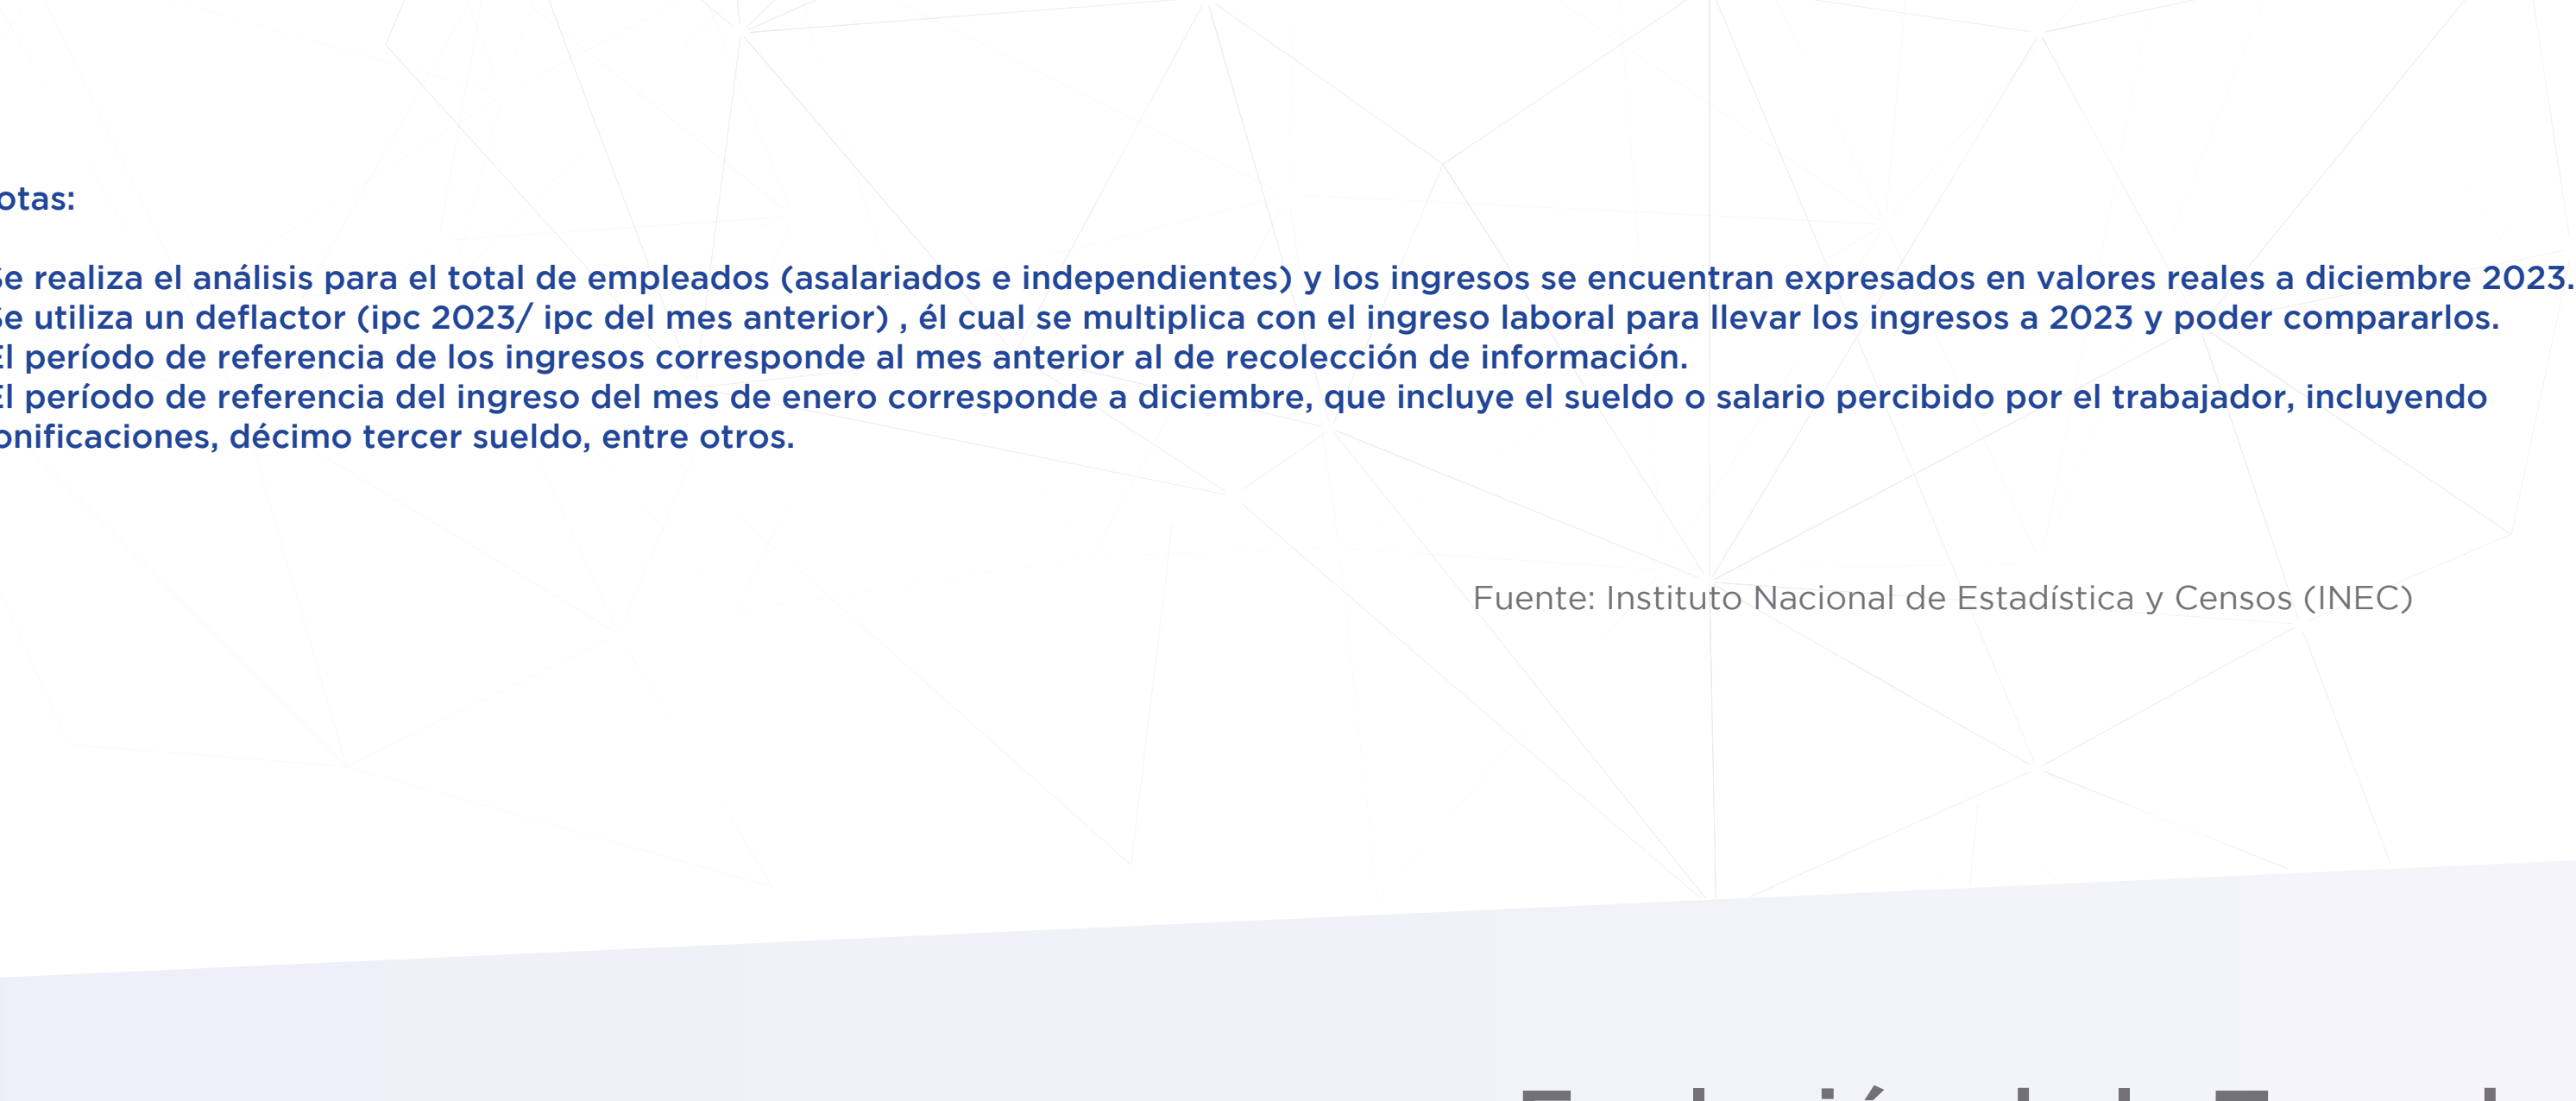 otas:
Se realiza el análisis para el total de empleados (asalariados e independientes) y los ingresos se encuentran expresados en valores reales a diciembre 2023.
Se utiliza un deflactor (ipc 2023/ ipc del mes anterior) , él cual se multiplica con el ingreso laboral para llevar los ingresos a 2023 y poder compararlos.
El período de referencia de los ingresos corresponde al mes anterior al de recolección de información.
El período de referencia del ingreso del mes de enero corresponde a diciembre, que incluye el sueldo o salario percibido por el trabajador, incluyendo
onificaciones, décimo tercer sueldo, entre otros.
Fuente: Instituto Nacional de Estadística y Censos (INEC)